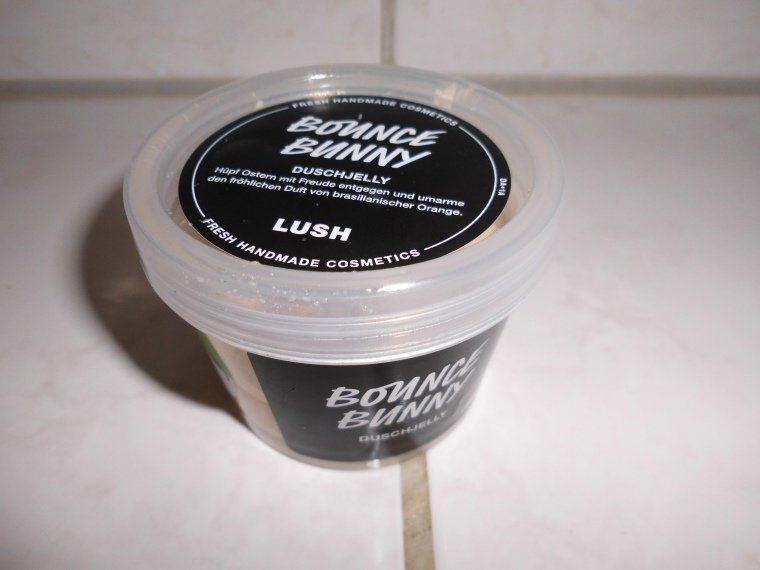 FRESH HANDMADE COSMETICS
BOUNCE
BUNNY
DUSCHJELLY
Hüpf Ostern mit Freude entgegen und umarme
den fröhlichen Duft von brasilianischer Orange.
LUSH
FRESH HANDMADE COSMETICS
BOUNCE
BUNNY
DUSCHJELLY